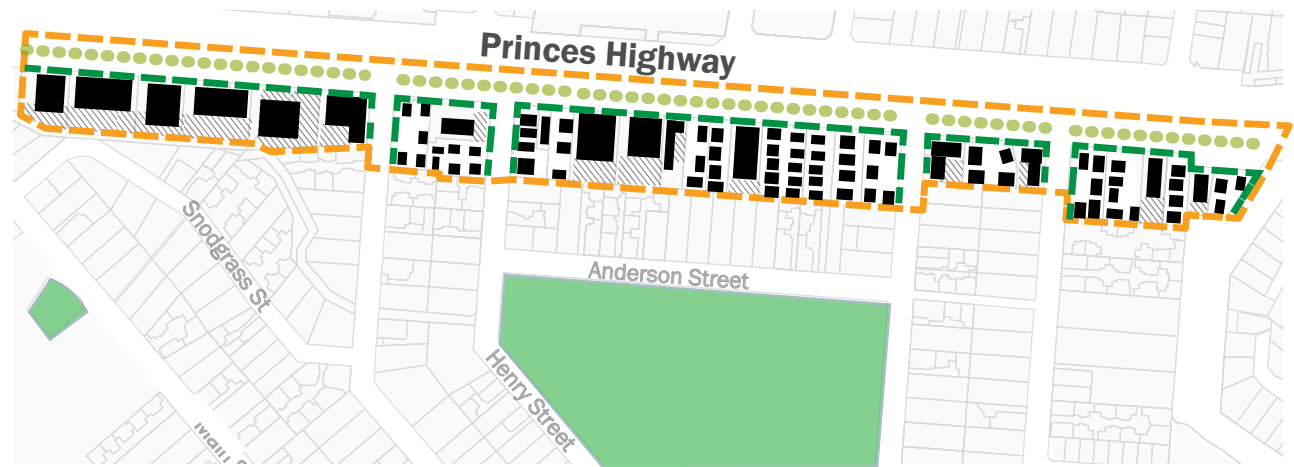 Princes Highway
Snodgrass St
Anderson Street
Henry Street